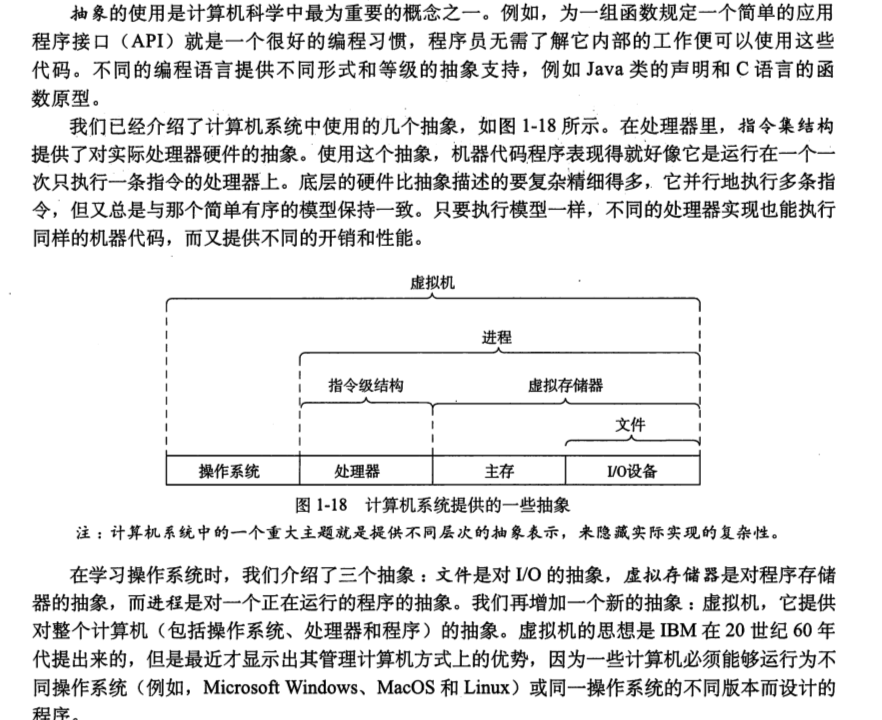 抽象的使用是计算机科学中最为重要的概念之一。例如，为一组函数规定一个简单的应用
程序接口（API）就是一个很好的编程习惯，程序员无需了解它内部的工作便可以使用这些
代码。不同的编程语言提供不同形式和等级的抽象支持，例如 Java 类的声明和 C 语言的函
数原型。
我们已经介绍了计算机系统中使用的几个抽象，如图 1-18 所示。在处理器里，指令集结构
提供了对实际处理器硬件的抽象。使用这个抽象，机器代码程序表现得就好像它是运行在一个一
次只执行一条指令的处理器上。底层的硬件比抽象描述的要复杂精细得多，它并行地执行多条指
令，但又总是与那个简单有序的模型保持一致。只要执行模型一样，不同的处理器实现也能执行
同样的机器代码，而又提供不同的开销和性能。
虚拟机
进程
指令级结构 虚拟存储器
文件
操作系统 处理器 主存 I/O设备
图 1-18 计算机系统提供的一些抽象
注：计算机系统中的一个重大主题就是提供不同层次的抽象表示，来隐藏实际实现的复杂性。
在学习操作系统时，我们介绍了三个抽象：文件是对 I/O 的抽象，虚拟存储器是对程序存储
器的抽象，而进程是对一个正在运行的程序的抽象。我们再增加一个新的抽象：虚拟机，它提供
对整个计算机（包括操作系统、处理器和程序）的抽象。虚拟机的思想是 IBM 在 20 世纪 60 年
代提出来的，但是最近才显示出其管理计算机方式上的优势，因为一些计算机必须能够运行为不
同操作系统（例如，Microsoft Windows、MacOS 和 Linux）或同一操作系统的不同版本而设计的
程序。